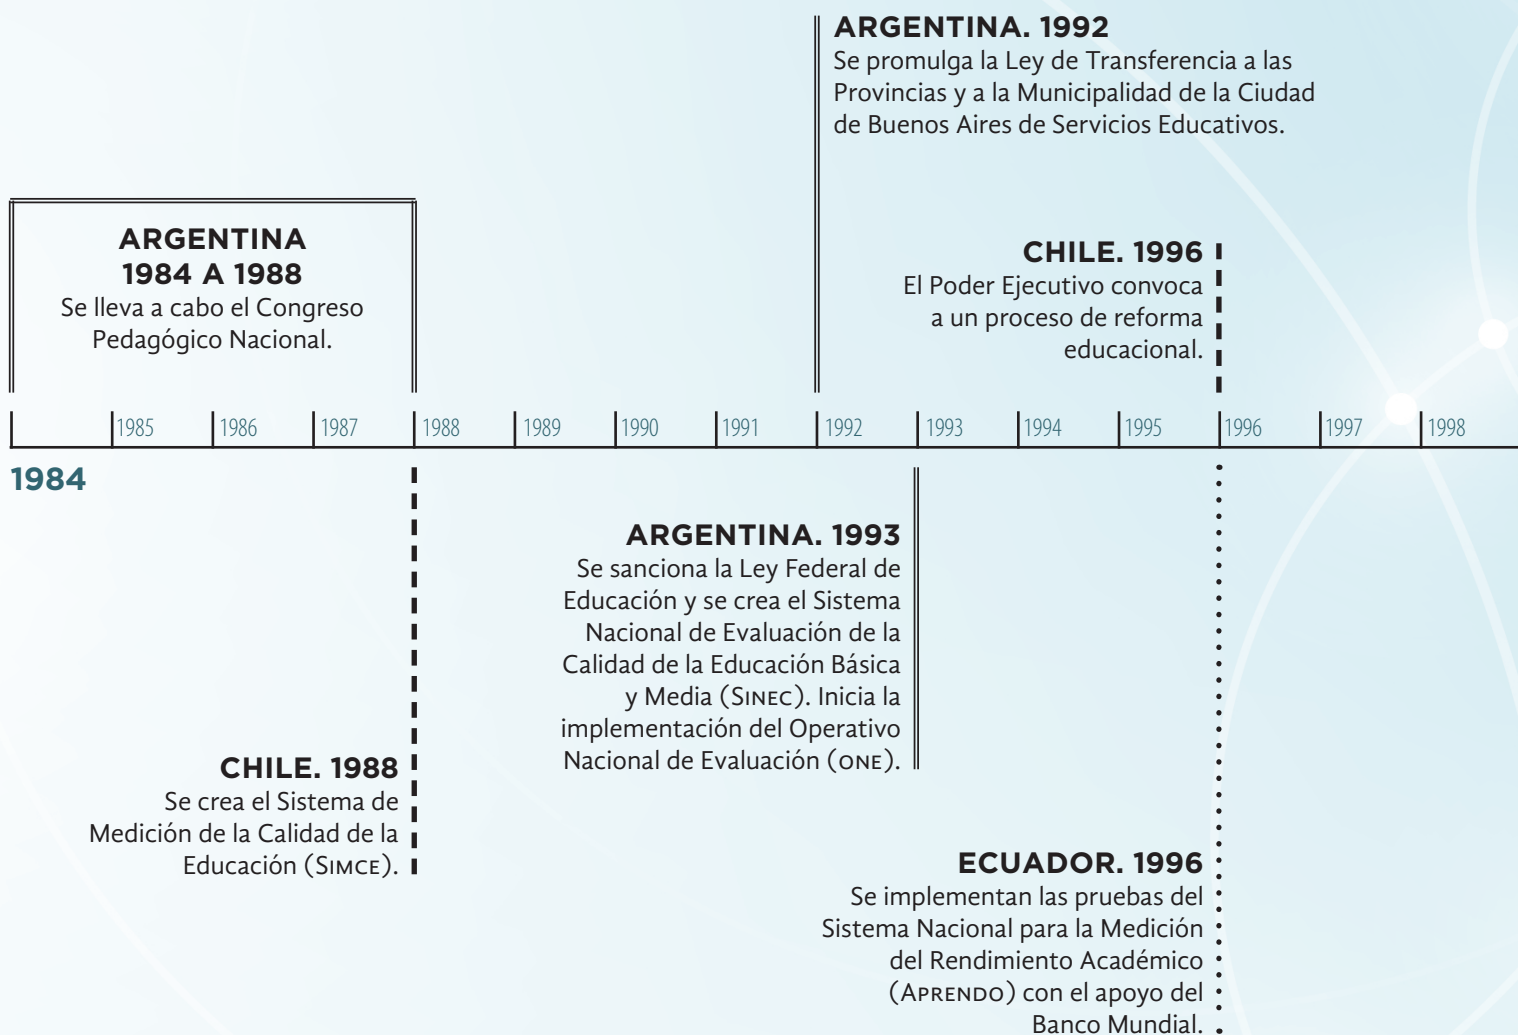 ARGENTINA. 1992
Se promulga la Ley de Transferencia a las
Provincias y a la Municipalidad de la Ciudad
de Buenos Aires de Servicios Educativos.
ARGENTINA
1984 A 1988
Se lleva a cabo el Congreso
Pedagógico Nacional.
CHILE. 1996
El Poder Ejecutivo convoca
a un proceso de reforma
educacional.
1985 1986 1987 1988 1989 1990 1991 1992 1993 1994 1995 1996 1997 1998
1984
ARGENTINA. 1993
Se sanciona la Ley Federal de
Educación y se crea el Sistema
Nacional de Evaluación de la
Calidad de la Educación Básica
y Media (SINEC). Inicia la
implementación del Operativo
Nacional de Evaluación (ONE).
CHILE. 1988
Se crea el Sistema de
Medición de la Calidad de la
Educación (SIMCE).
ECUADOR. 1996
Se implementan las pruebas del
Sistema Nacional para la Medición
del Rendimiento Académico
(APRENDO) con el apoyo del
Banco Mundial.